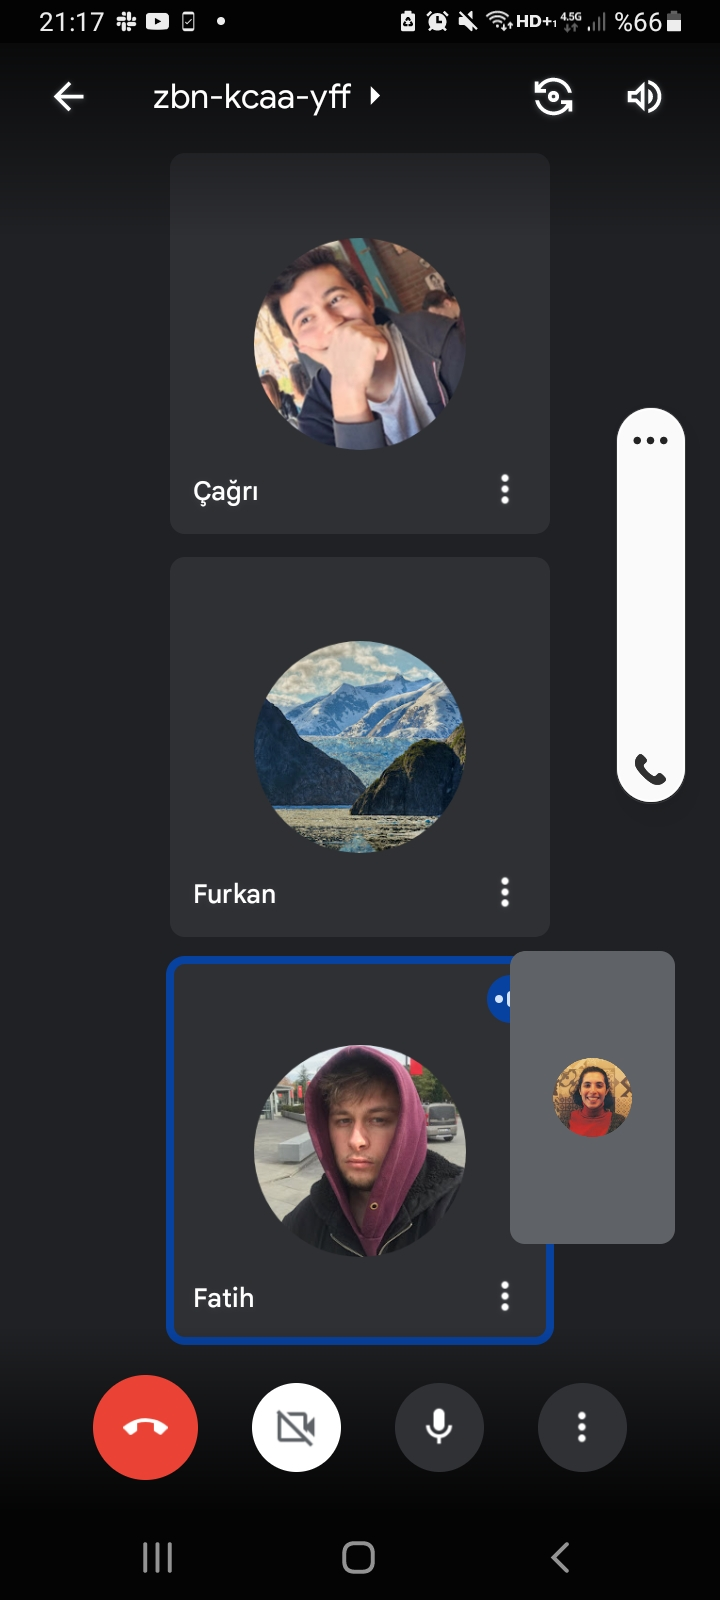 21:17 HD+ 4.5G %66
zbn-kcaa-yff
Çağrı
Furkan
Fatih